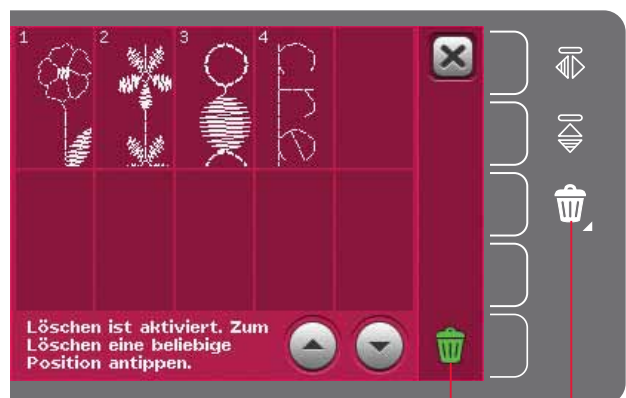 1 2 3 4
Löschen ist aktiviert. Zum
Löschen eine beliebige
Position antippen.